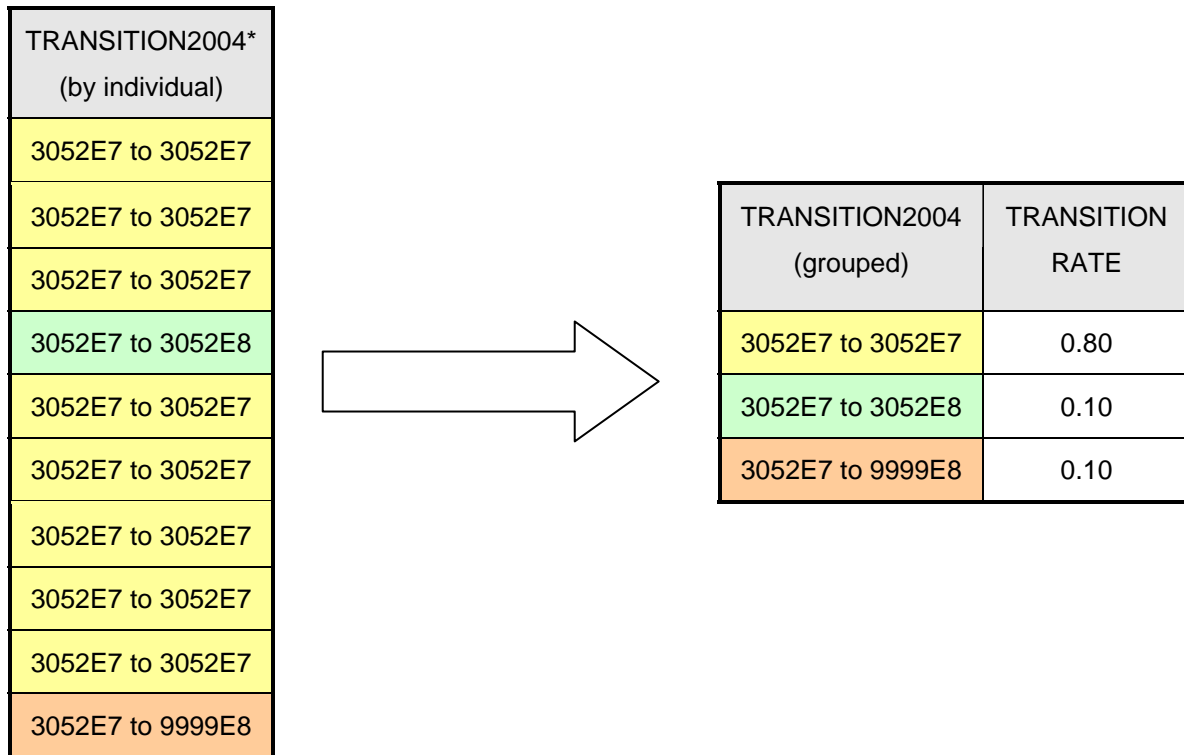 TRANSITION2004*
(by individual)
3052E7 to 3052E7
3052E7 to 3052E7
3052E7 to 3052E7
3052E7 to 3052E8
3052E7 to 3052E7
3052E7 to 3052E7
3052E7 to 3052E7
3052E7 to 3052E7
3052E7 to 3052E7
3052E7 to 9999E8
TRANSITION2004
(grouped)
TRANSITION
RATE
3052E7 to 3052E7 0.80
3052E7 to 3052E8 0.10
3052E7 to 9999E8 0.10